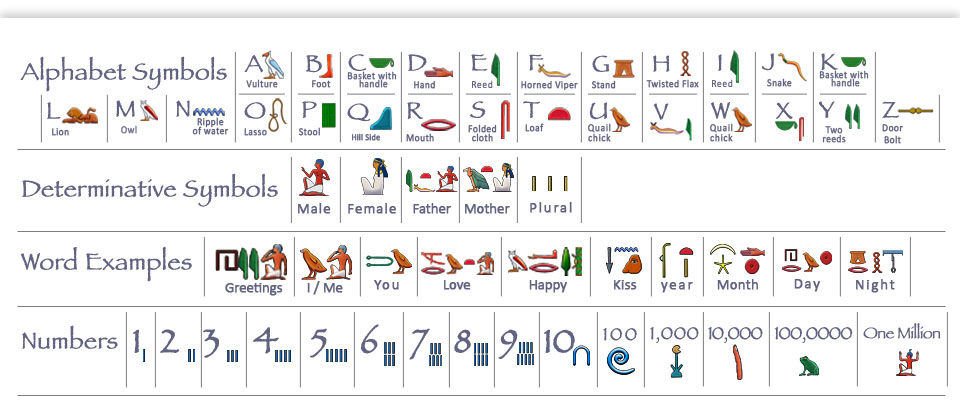 Alphabet Symbols A Vulture B Foot C Basket with handle D Hand E Reed F Horned Viper G Stand H Twisted Flax I Reed J Snake K Basket with handle
L Lion M Owl N Ripple of water O Lasso P Stool Q Hill Side R Mouth S Folded cloth T Loaf U Quail chick V W Quail chick X Y Two reeds Z Door Bolt
Determinative Symbols Male Female Father Mother Plural
Word Examples Greetings I / Me You Love Happy Kiss year Month Day Night
Numbers 1 2 3 4 5 6 7 8 9 10 100 1,000 10,000 100,0000 One Million